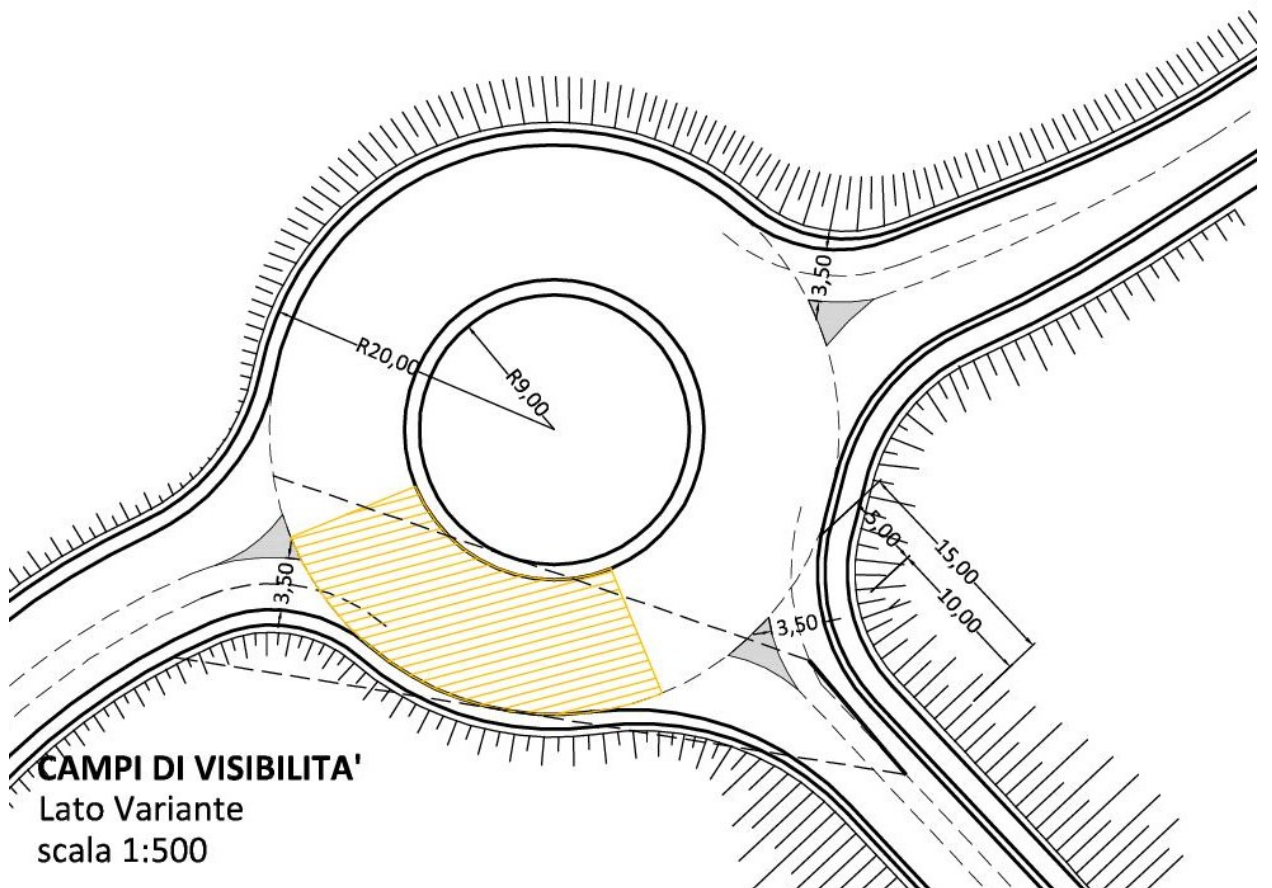 3,50
R20,00
R9,00
5,00
15,00
10,00
3,50
3,50
CAMPI DI VISIBILITA'
Lato Variante
scala 1:500